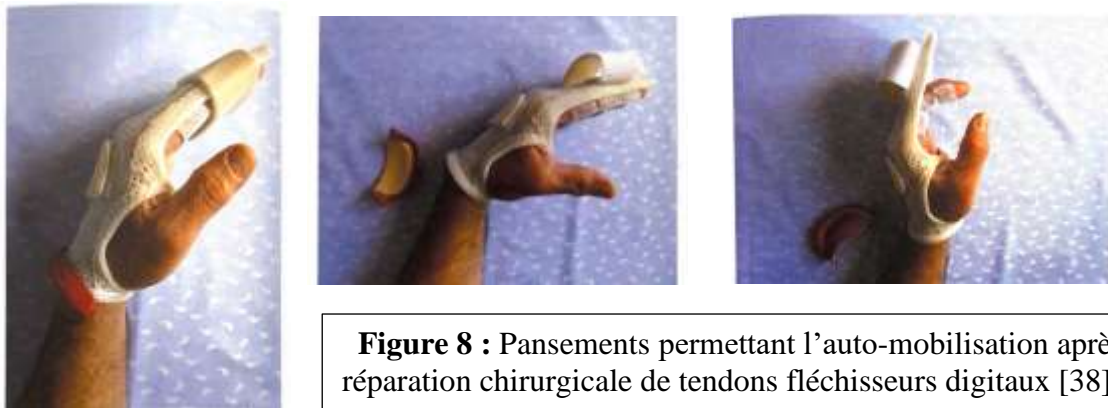 Figure 8 : Pansements permettant l’auto-mobilisation aprè
réparation chirurgicale de tendons fléchisseurs digitaux [38]